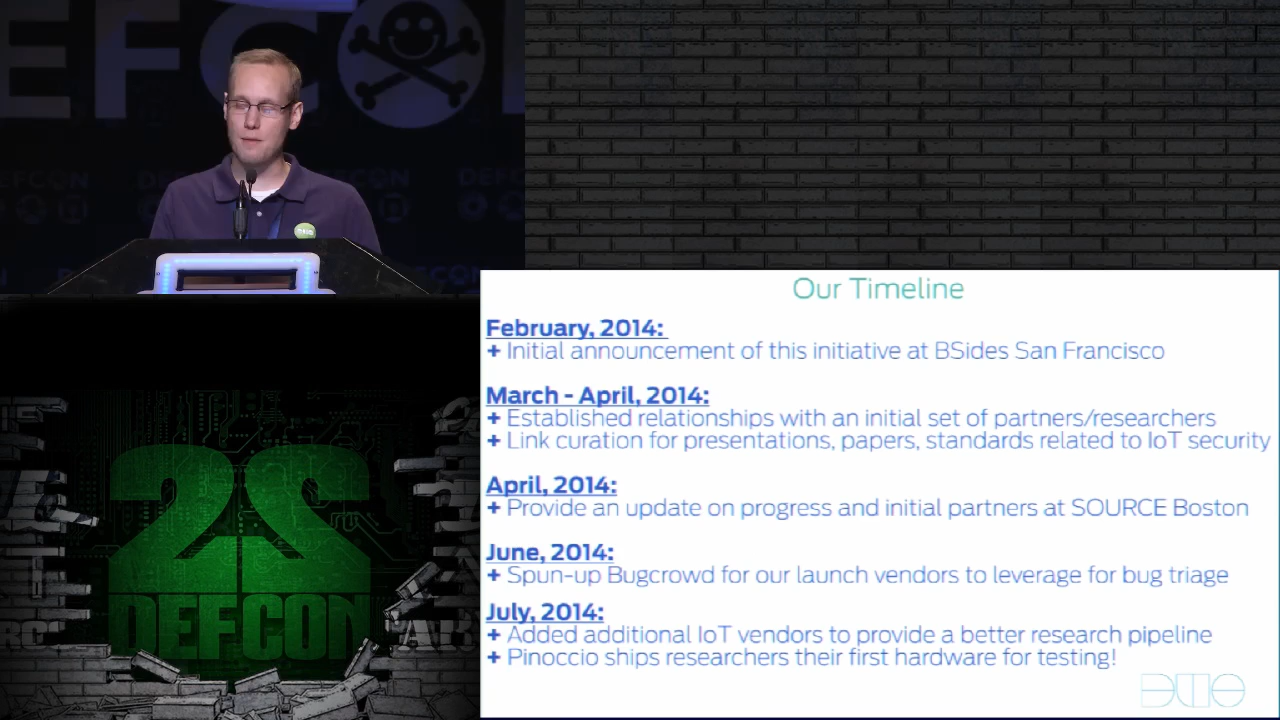 EFCO
DEFCON
Our Timeline
February, 2014:
+ Initial announcement of this initiative at BSides San Francisco
March - April, 2014:
+ Established relationships with an initial set of partners/researchers
+ Link curation for presentations, papers, standards related to IoT security
April, 2014:
+ Provide an update on progress and initial partners at SOURCE Boston
June, 2014:
+ Spun-up Bugcrowd for our launch vendors to leverage for bug triage
July, 2014:
+ Added additional IoT vendors to provide a better research pipeline
+ Pinoccio ships researchers their first hardware for testing!
DUO
22
DEFCON